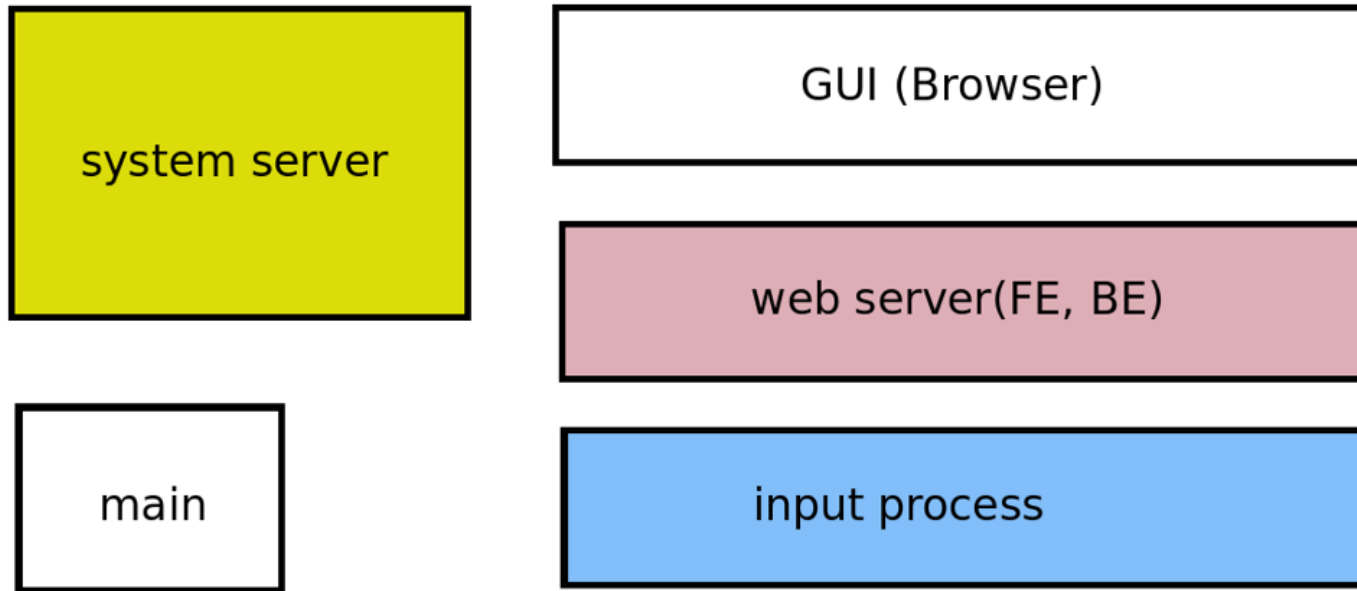 system server
GUI (Browser)
web server(FE, BE)
main
input process